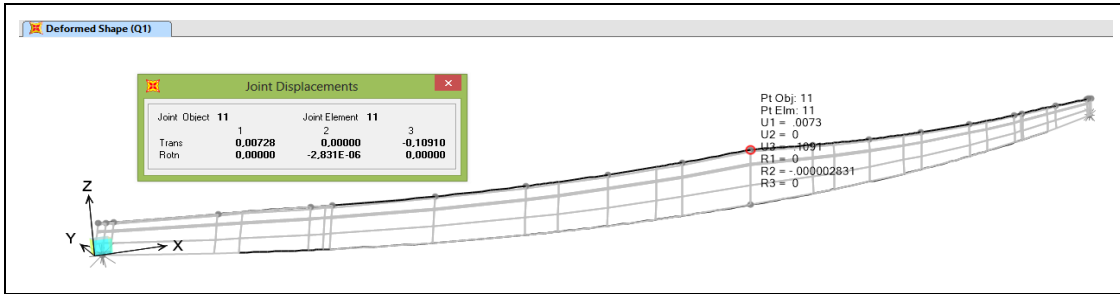 Deformed Shape (Q1)
Joint Displacements
Joint Object 11 Joint Element 11
1 2 3
Trans 0,00728 0,00000 -0,10910
Rotn 0,00000 -2,831E-06 0,00000
Pt Obj: 11
Pt Elm: 11
U1 = .0073
U2 = 0
U3 = -.1091
R1 = 0
R2 = -.000002831
R3 = 0
Z
Y
X